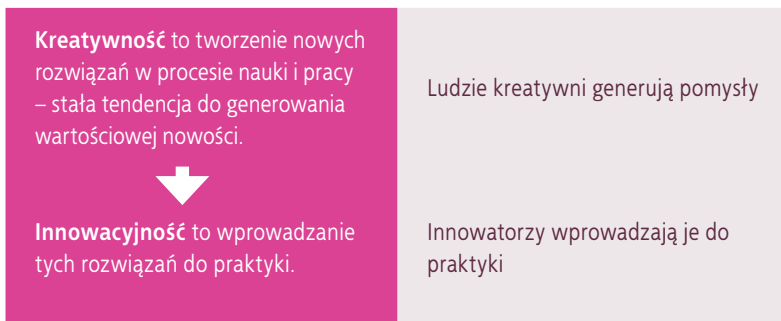 Kreatywność to tworzenie nowych
rozwiązań w procesie nauki i pracy
– stała tendencja do generowania
wartościowej nowości.
Ludzie kreatywni generują pomysły
Innowacyjność to wprowadzanie
tych rozwiązań do praktyki.
Innowatorzy wprowadzają je do
praktyki